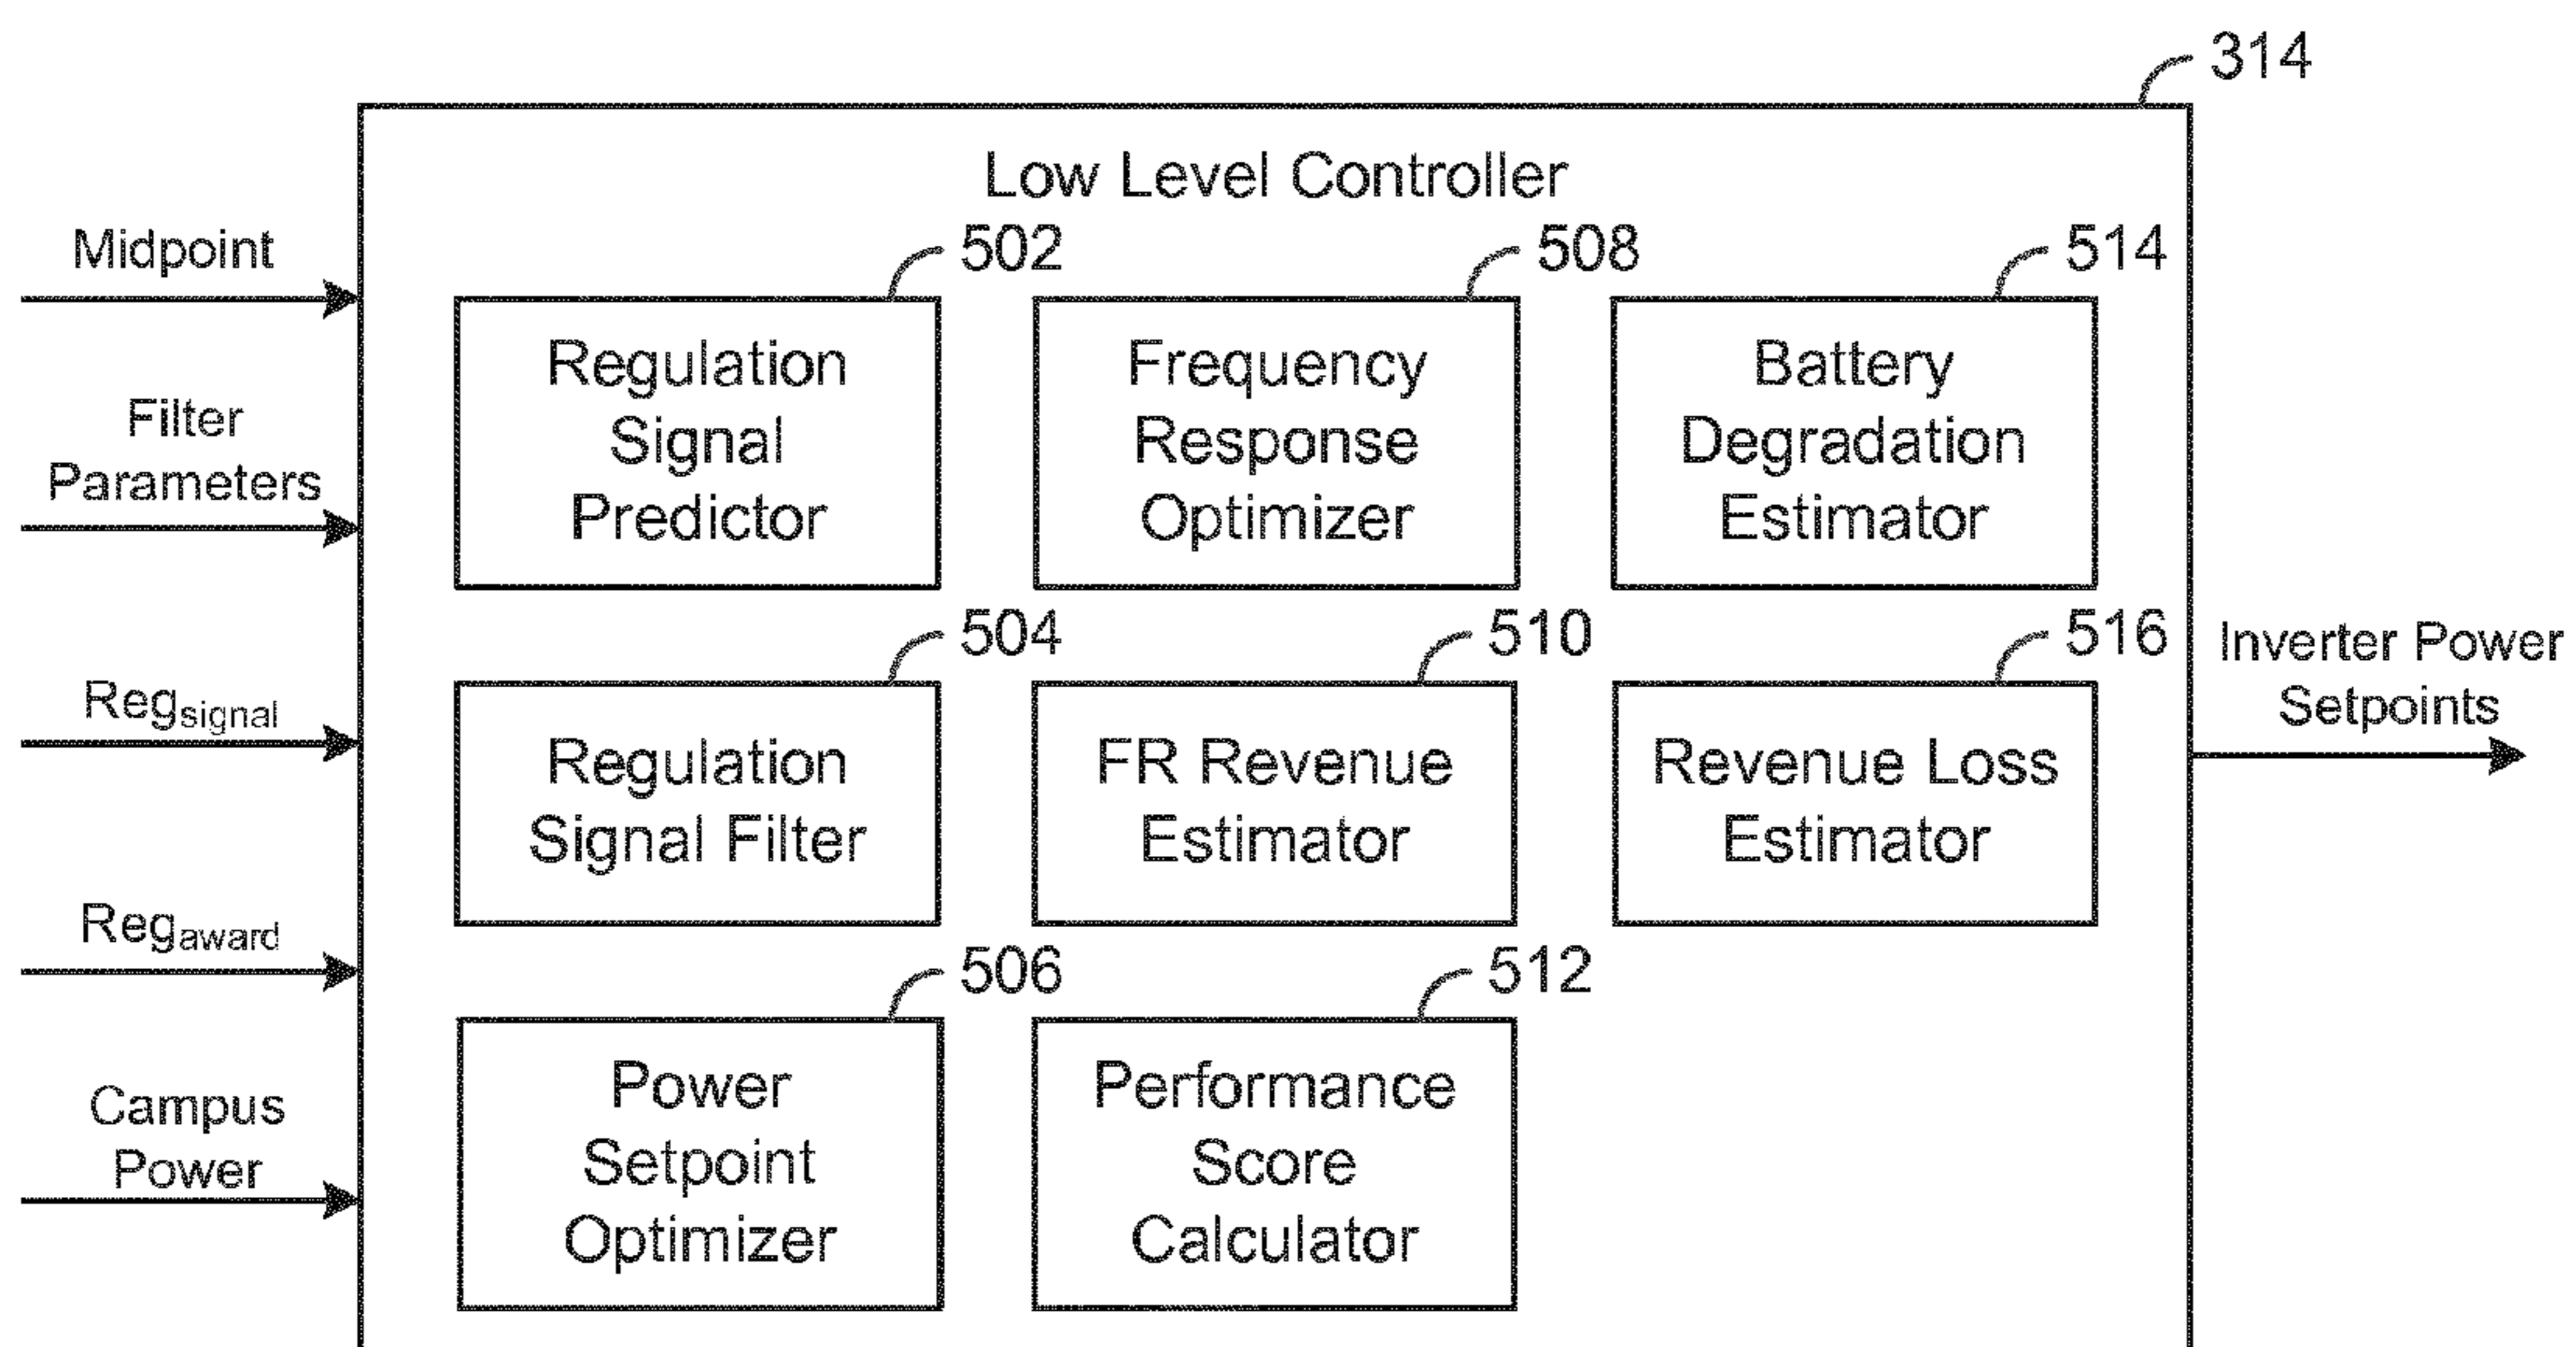 314
Low Level Controller
Midpoint
Filter
Parameters
Reg_signal
Reg_award
Campus
Power
502
Regulation
Signal
Predictor
508
Frequency
Response
Optimizer
514
Battery
Degradation
Estimator
504
Regulation
Signal Filter
510
FR Revenue
Estimator
516
Revenue Loss
Estimator
506
Power
Setpoint
Optimizer
512
Performance
Score
Calculator
Inverter Power
Setpoints